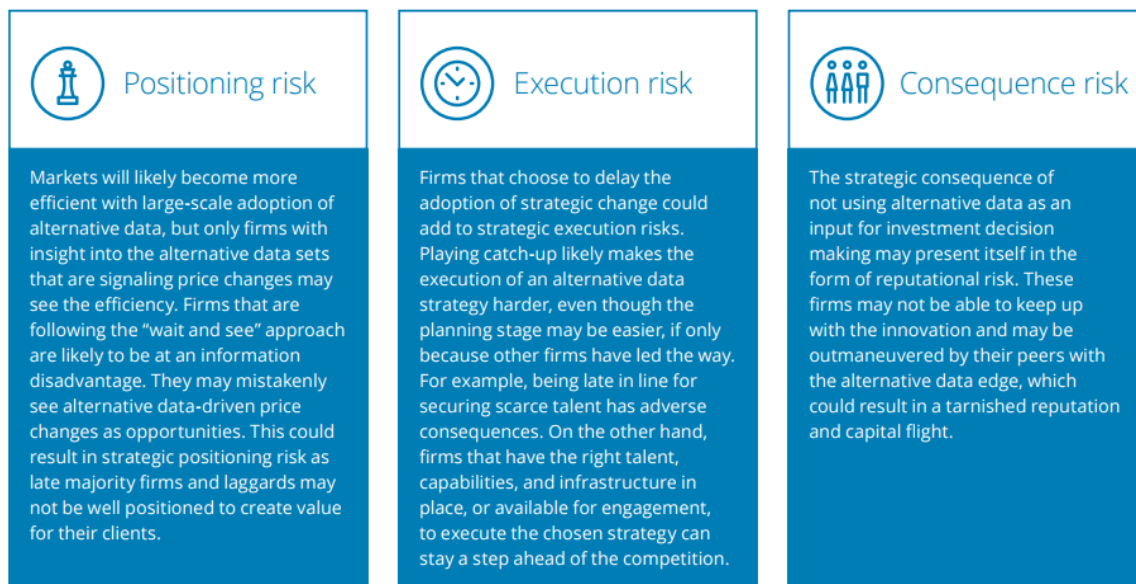 Positioning risk
Markets will likely become more
efficient with large-scale adoption of
alternative data, but only firms with
insight into the alternative data sets
that are signaling price changes may
see the efficiency. Firms that are
following the “wait and see” approach
are likely to be at an information
disadvantage. They may mistakenly
see alternative data-driven price
changes as opportunities. This could
result in strategic positioning risk as
late majority firms and laggards may
not be well positioned to create value
for their clients.
Execution risk
Firms that choose to delay the
adoption of strategic change could
add to strategic execution risks.
Playing catch-up likely makes the
execution of an alternative data
strategy harder, even though the
planning stage may be easier, if only
because other firms have led the way.
For example, being late in line for
securing scarce talent has adverse
consequences. On the other hand,
firms that have the right talent,
capabilities, and infrastructure in
place, or available for engagement,
to execute the chosen strategy can
stay a step ahead of the competition.
Consequence risk
The strategic consequence of
not using alternative data as an
input for investment decision
making may present itself in the
form of reputational risk. These
firms may not be able to keep up
with the innovation and may be
outmaneuvered by their peers with
the alternative data edge, which
could result in a tarnished reputation
and capital flight.